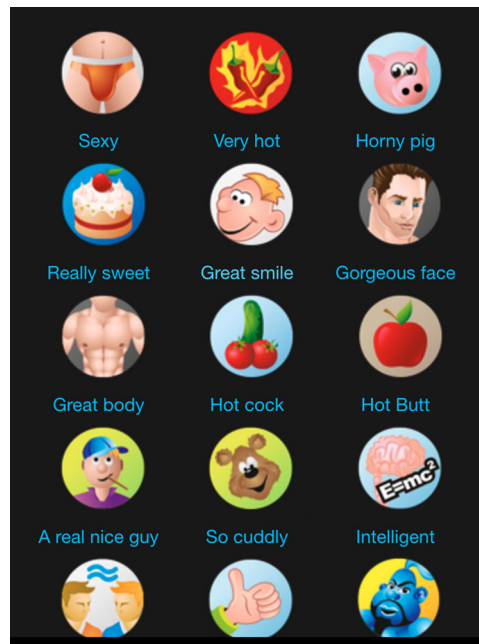 Sexy
Very hot
Horny pig
Really sweet
Great smile
Gorgeous face
Great body
Hot cock
Hot Butt
A real nice guy
So cuddly
E=mc²
Intelligent